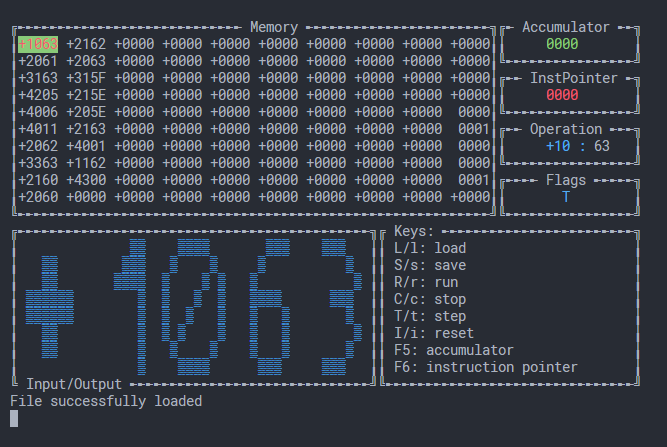 Memory
+1063 +2162 +0000 +0000 +0000 +0000 +0000 +0000 +0000 +0000
+2061 +2063 +0000 +0000 +0000 +0000 +0000 +0000 +0000 +0000
+3163 +315F +0000 +0000 +0000 +0000 +0000 +0000 +0000 +0000
+4205 +215E +0000 +0000 +0000 +0000 +0000 +0000 +0000 +0000
+4006 +205E +0000 +0000 +0000 +0000 +0000 +0000 +0000 0000
+4011 +2163 +0000 +0000 +0000 +0000 +0000 +0000 +0000 0001
+2062 +4001 +0000 +0000 +0000 +0000 +0000 +0000 +0000 0000
+3363 +1162 +0000 +0000 +0000 +0000 +0000 +0000 +0000 0000
+2160 +4300 +0000 +0000 +0000 +0000 +0000 +0000 +0000 0001
+2060 +0000 +0000 +0000 +0000 +0000 +0000 +0000 +0000 +0000
Accumulator
0000
InstPointer
0000
Operation
+10 : 63
Flags
T
+1063
Input/Output
Keys:
L/l: load
S/s: save
R/r: run
C/c: stop
T/t: step
I/i: reset
F5: accumulator
F6: instruction pointer
File successfully loaded